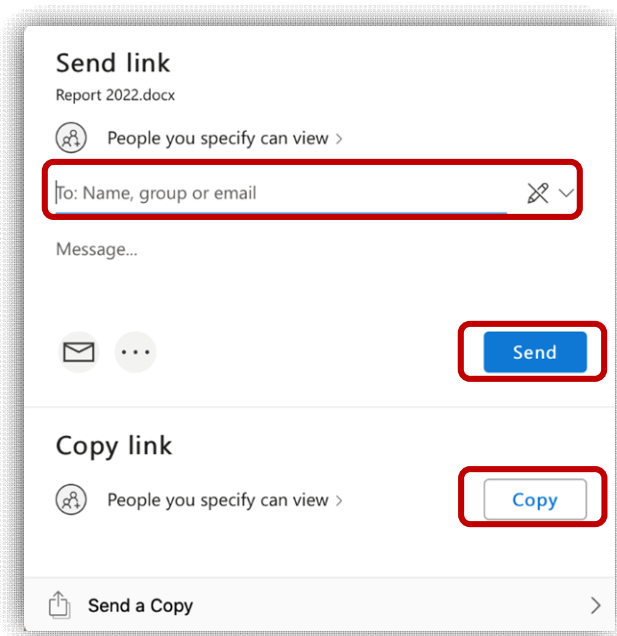 Send link
Report 2022.docx
People you specify can view >
To: Name, group or email
Message...
Send
Copy link
People you specify can view >
Copy
Send a Copy